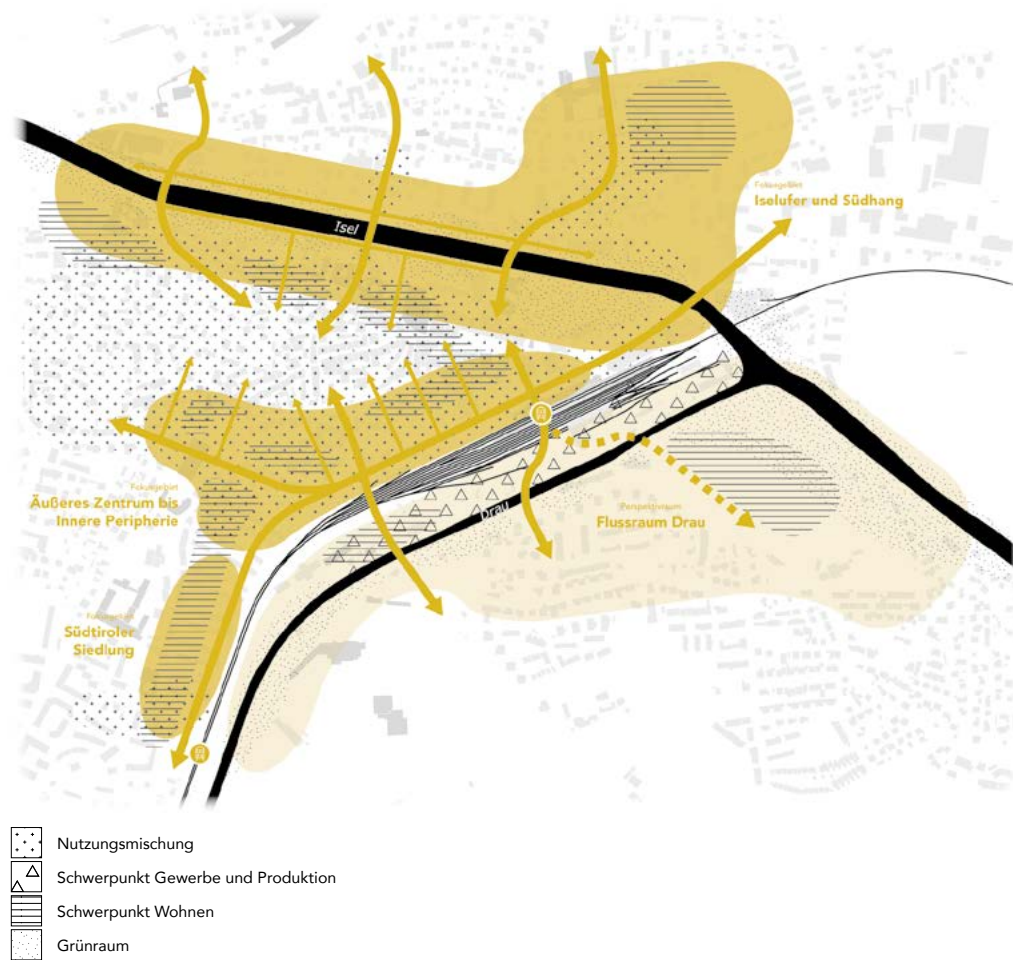 Fokusgebiet
Iselufer und Südhang
Isel
Fokusgebiet
Äußeres Zentrum bis
Innere Peripherie
Drau
Perspektivraum
Flussraum Drau
Fokusgebiet
Südtiroler
Siedlung
Nutzungsmischung
Schwerpunkt Gewerbe und Produktion
Schwerpunkt Wohnen
Grünraum